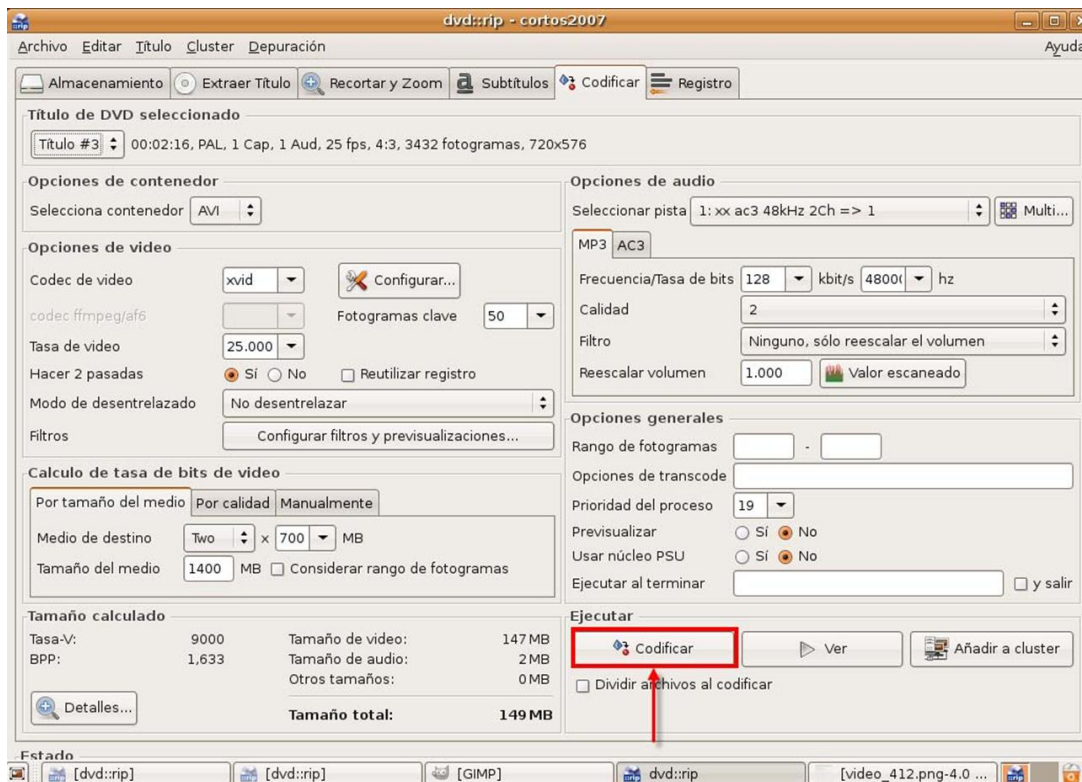 dvd::rip - cortos2007
Archivo Editar Título Cluster Depuración Ayuda
Almacenamiento Extraer Título Recortar y Zoom Subtítulos Codificar Registro
Título de DVD seleccionado
Título #3 00:02:16, PAL, 1 Cap, 1 Aud, 25 fps, 4:3, 3432 fotogramas, 720x576
Opciones de contenedor
Selecciona contenedor AVI
Opciones de video
Codec de video xvid Configurar...
codec ffmpeg/af6 Fotogramas clave 50
Tasa de video 25.000
Hacer 2 pasadas Sí No Reutilizar registro
Modo de desentrelazado No desentrelazar
Filtros Configurar filtros y previsualizaciones...
Calculo de tasa de bits de video
Por tamaño del medio Por calidad Manualmente
Medio de destino Two x 700 MB
Tamaño del medio 1400 MB Considerar rango de fotogramas
Tamaño calculado
Tasa-V: 9000 Tamaño de video: 147 MB
BPP: 1,633 Tamaño de audio: 2 MB
Otros tamaños: 0 MB
Detalles...
Tamaño total: 149 MB
Opciones de audio
Seleccionar pista 1: xx ac3 48kHz 2Ch => 1 Multi...
MP3 AC3
Frecuencia/Tasa de bits 128 kbit/s 4800 hz
Calidad 2
Filtro Ninguno, sólo reescalar el volumen
Reescalar volumen 1.000 Valor escaneado
Opciones generales
Rango de fotogramas -
Opciones de transcode
Prioridad del proceso 19
Previsualizar Sí No
Usar núcleo PSU Sí No
Ejecutar al terminar y salir
Ejecutar
Codificar Ver Añadir a cluster
Dividir archivos al codificar
Estado
[dvd::rip] [dvd::rip] [GIMP] dvd::rip [video_412.png-4.0 ...